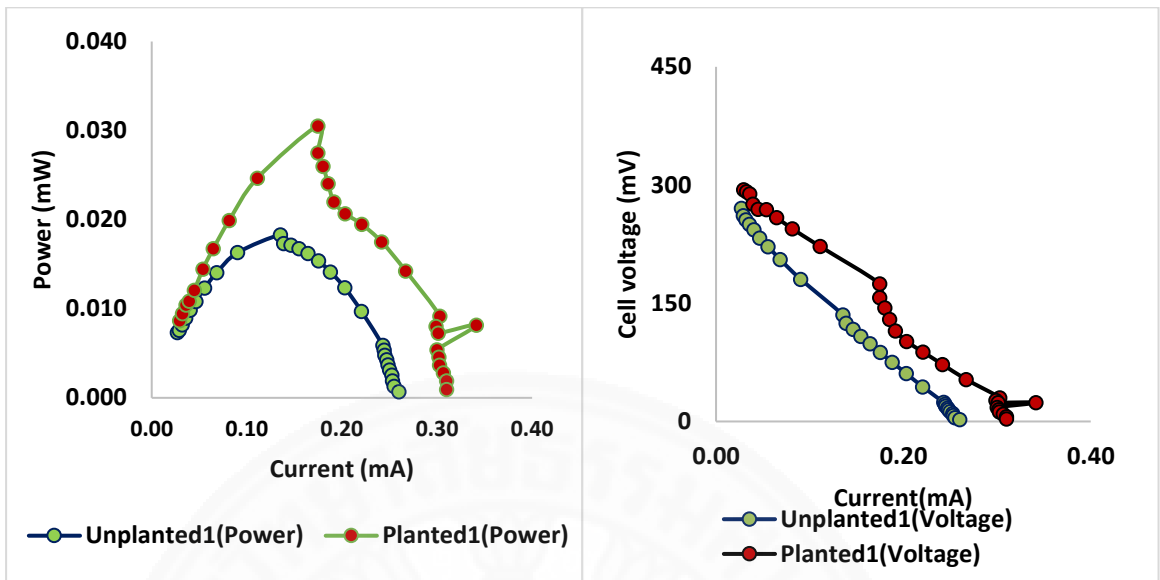 0.040
0.030
0.020
0.010
0.000
Power (mW)
0.00 0.10 0.20 0.30 0.40
Current (mA)
Unplanted1(Power) Planted1(Power)
450
300
150
0
Cell voltage (mV)
0.00 0.20 0.40
Current(mA)
Unplanted1(Voltage)
Planted1(Voltage)